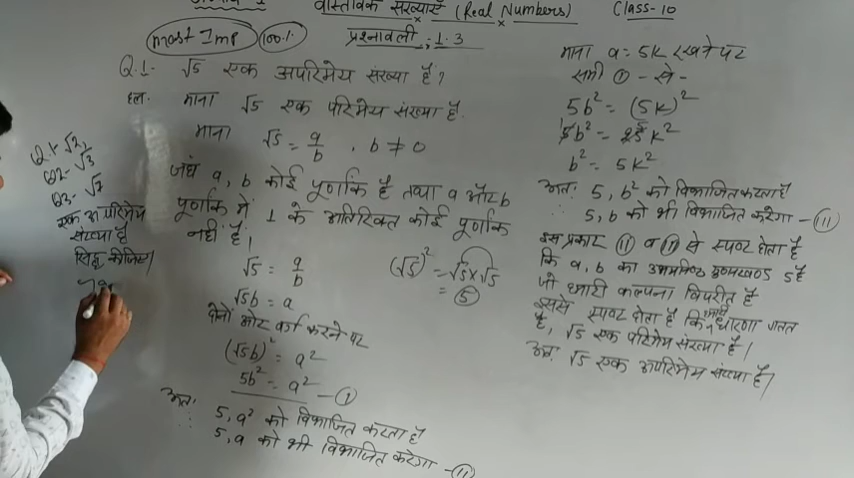 वास्तविक संख्याएँ (Real Numbers) Class-10
Most Imp 100%
प्रश्नावली 1.3
Q.1. √5 एक अपरिमेय संख्या है?
हल. माना √5 एक परिमेय संख्या है.
माना √5 = a/b . b ≠ 0
जहाँ a, b कोई पूर्णांक है तथा a और b
पूर्णांक में 1 के अतिरिक्त कोई पूर्णांक
नहीं है।
√5 = a/b
√5b = a
(√5)² = √5×√5
= 5
दोनों ओर वर्ग करने पर
(√5b)² = a²
5b² = a² —①
अतः 5, a² को विभाजित करता है
∴ 5, a को भी विभाजित करेगा —⑪
माना a = 5K रखने पर
समी ① - से -
5b² = (5K)²
5b² = 25K²
b² = 5K²
अतः 5, b² को विभाजित करता है
∴ 5, b को भी विभाजित करेगा —(III)
इस प्रकार ⑪ व ⑪ से स्पष्ट होता है
कि a, b का गुणनखण्ड 5 है
जो हमारी कल्पना विपरीत है
इससे स्पष्ट होता है कि हमारी धारणा गलत
है, √5 एक परिमेय संख्या है।
अतः √5 एक अपरिमेय संख्या है।
Q1 √2,
Q2- √3
Q3- √7
एक अपरिमेय
संख्या है
सिद्ध कीजिए।